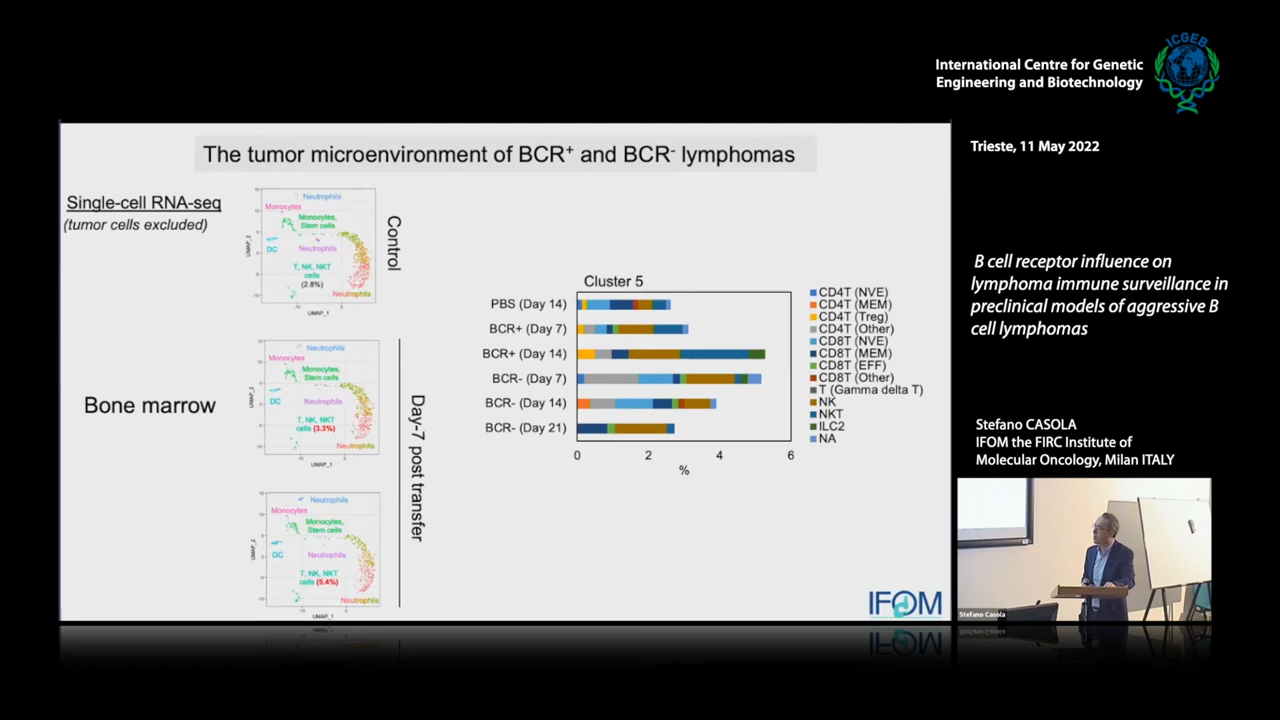 International Centre for Genetic
Engineering and Biotechnology
ICGEB
Trieste, 11 May 2022
B cell receptor influence on
lymphoma immune surveillance in
preclinical models of aggressive B
cell lymphomas
Stefano CASOLA
IFOM the FIRC Institute of
Molecular Oncology, Milan ITALY
Stefano Casola
The tumor microenvironment of BCR+ and BCR- lymphomas
Single-cell RNA-seq
(tumor cells excluded)
Bone marrow
Neutrophils
Monocytes
Monocytes,
Stem cells
DC
Neutrophils
T, NK, NKT
cells
(2.8%)
Neutrophils
UMAP_2
UMAP_1
Control
Neutrophils
Monocytes
Monocytes,
Stem cells
DC
Neutrophils
T, NK, NKT
cells (3.3%)
Neutrophils
UMAP_2
UMAP_1
Neutrophils
Monocytes
Monocytes,
Stem cells
DC
Neutrophils
T, NK, NKT
cells (5.4%)
Neutrophils
UMAP_2
UMAP_1
Day-7 post transfer
Cluster 5
PBS (Day 14)
BCR+ (Day 7)
BCR+ (Day 14)
BCR- (Day 7)
BCR- (Day 14)
BCR- (Day 21)
0 2 4 6
%
CD4T (NVE)
CD4T (MEM)
CD4T (Treg)
CD4T (Other)
CD8T (NVE)
CD8T (MEM)
CD8T (EFF)
CD8T (Other)
T (Gamma delta T)
NK
NKT
ILC2
NA
IFOM